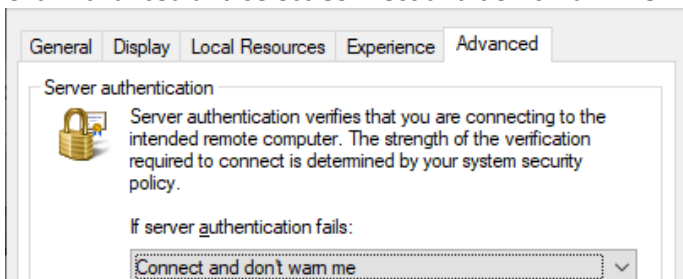 General Display Local Resources Experience Advanced
Server authentication
Server authentication verifies that you are connecting to the
intended remote computer. The strength of the verification
required to connect is determined by your system security
policy.
If server authentication fails:
Connect and don't warn me